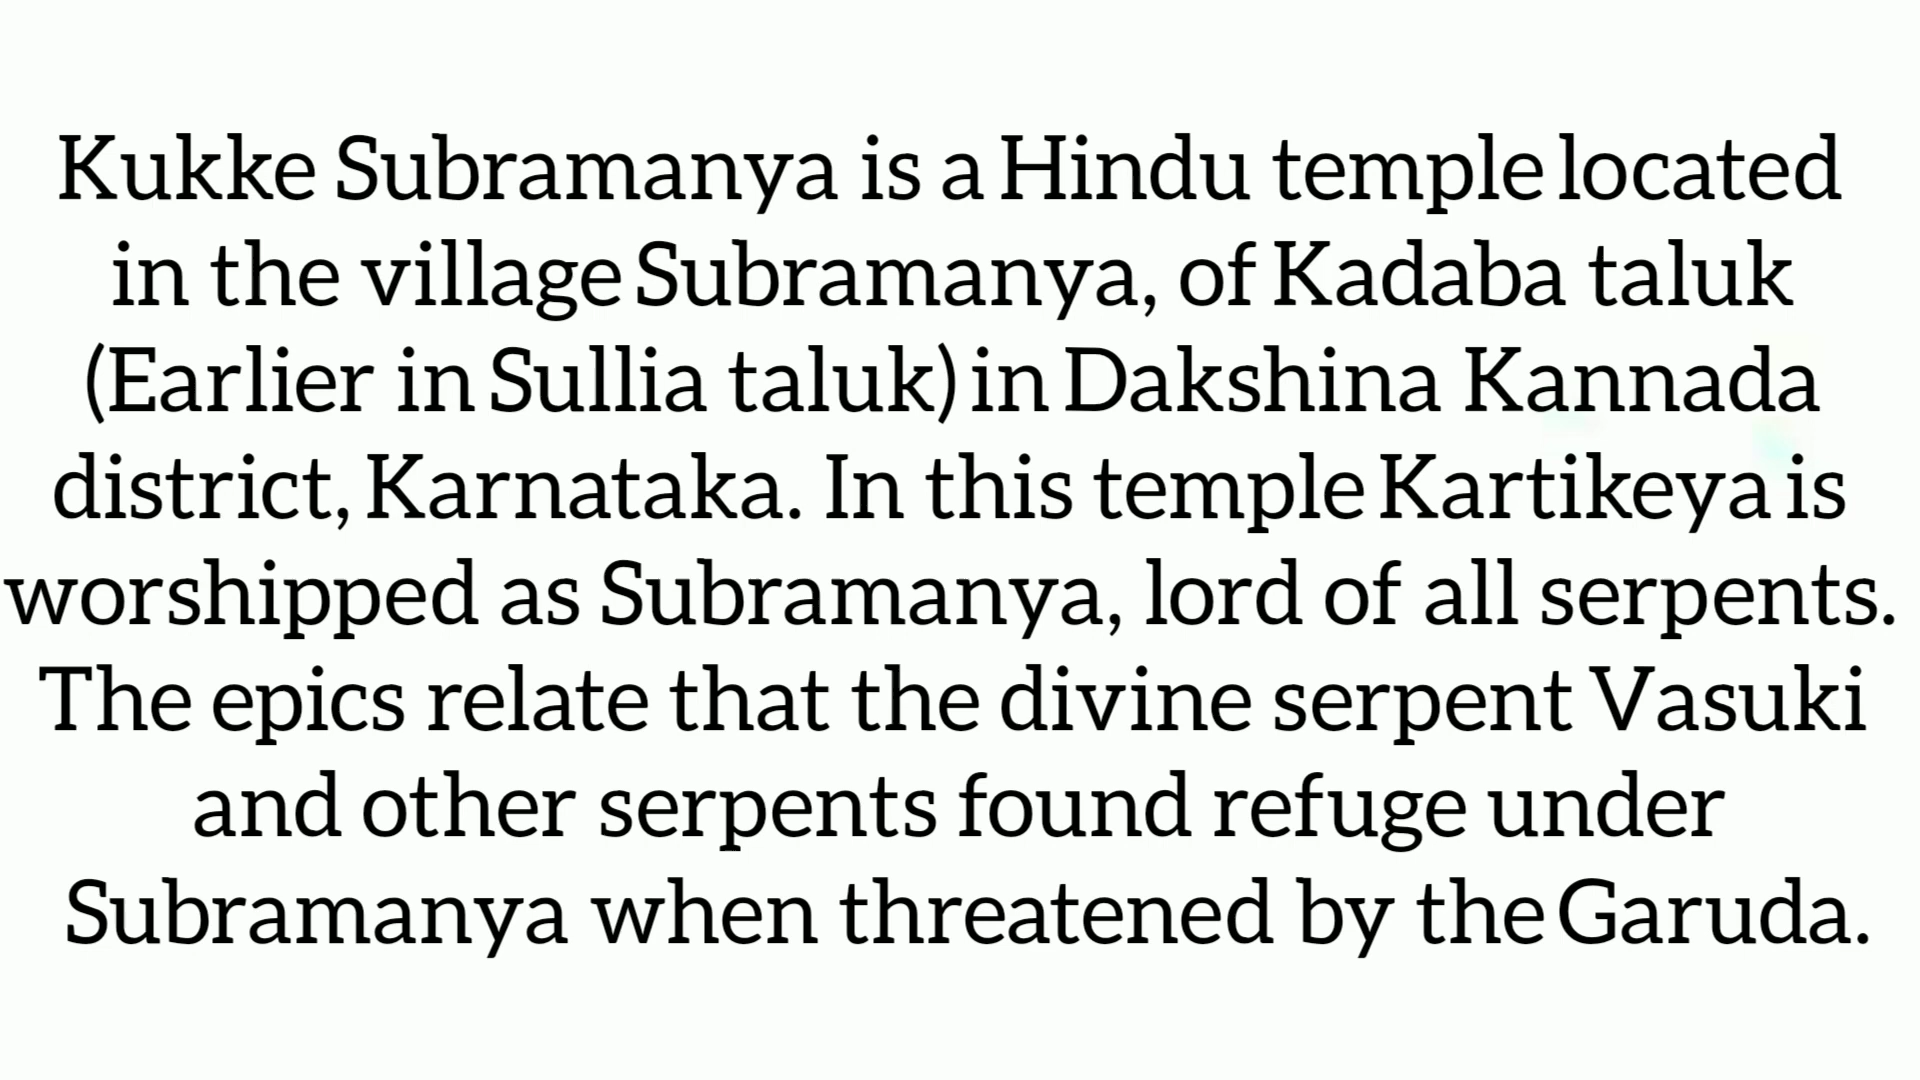 Kukke Subramanya is a Hindu temple located
in the village Subramanya, of Kadaba taluk
(Earlier in Sullia taluk) in Dakshina Kannada
district, Karnataka. In this temple Kartikeya is
worshipped as Subramanya, lord of all serpents.
The epics relate that the divine serpent Vasuki
and other serpents found refuge under
Subramanya when threatened by the Garuda.